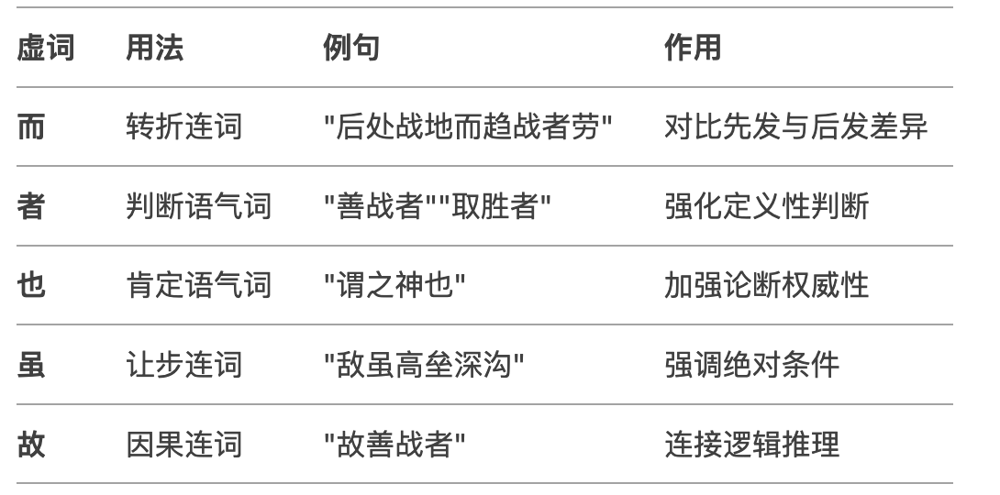 虚词 用法 例句 作用
而 转折连词 "后处战地而趋战者劳" 对比先发与后发差异
者 判断语气词 "善战者""取胜者" 强化定义性判断
也 肯定语气词 "谓之神也" 加强论断权威性
虽 让步连词 "敌虽高垒深沟" 强调绝对条件
故 因果连词 "故善战者" 连接逻辑推理